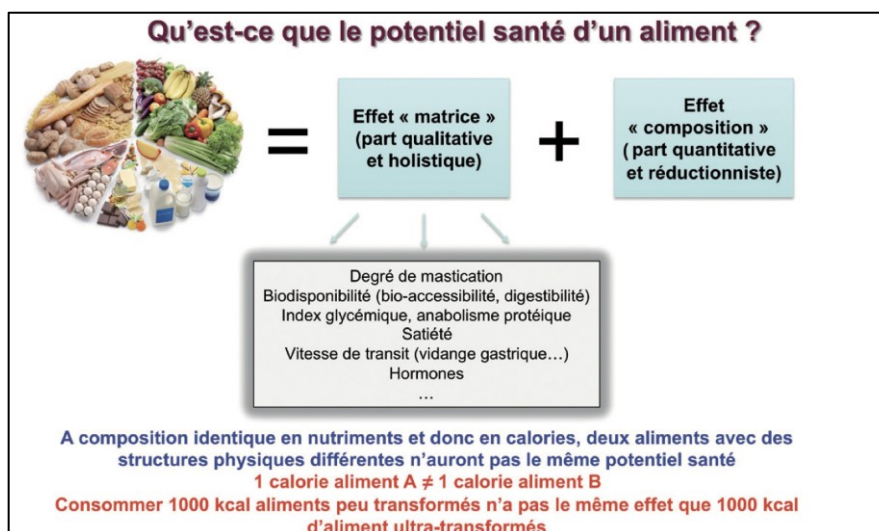 Qu'est-ce que le potentiel santé d'un aliment ?
=
Effet « matrice »
(part qualitative
et holistique)
+
Effet
« composition »
( part quantitative
et réductionniste)
Degré de mastication
Biodisponibilité (bio-accessibilité, digestibilité)
Index glycémique, anabolisme protéique
Satiété
Vitesse de transit (vidange gastrique…)
Hormones
…
A composition identique en nutriments et donc en calories, deux aliments avec des
structures physiques différentes n'auront pas le même potentiel santé
1 calorie aliment A ≠ 1 calorie aliment B
Consommer 1000 kcal aliments peu transformés n'a pas le même effet que 1000 kcal
d'aliment ultra-transformés